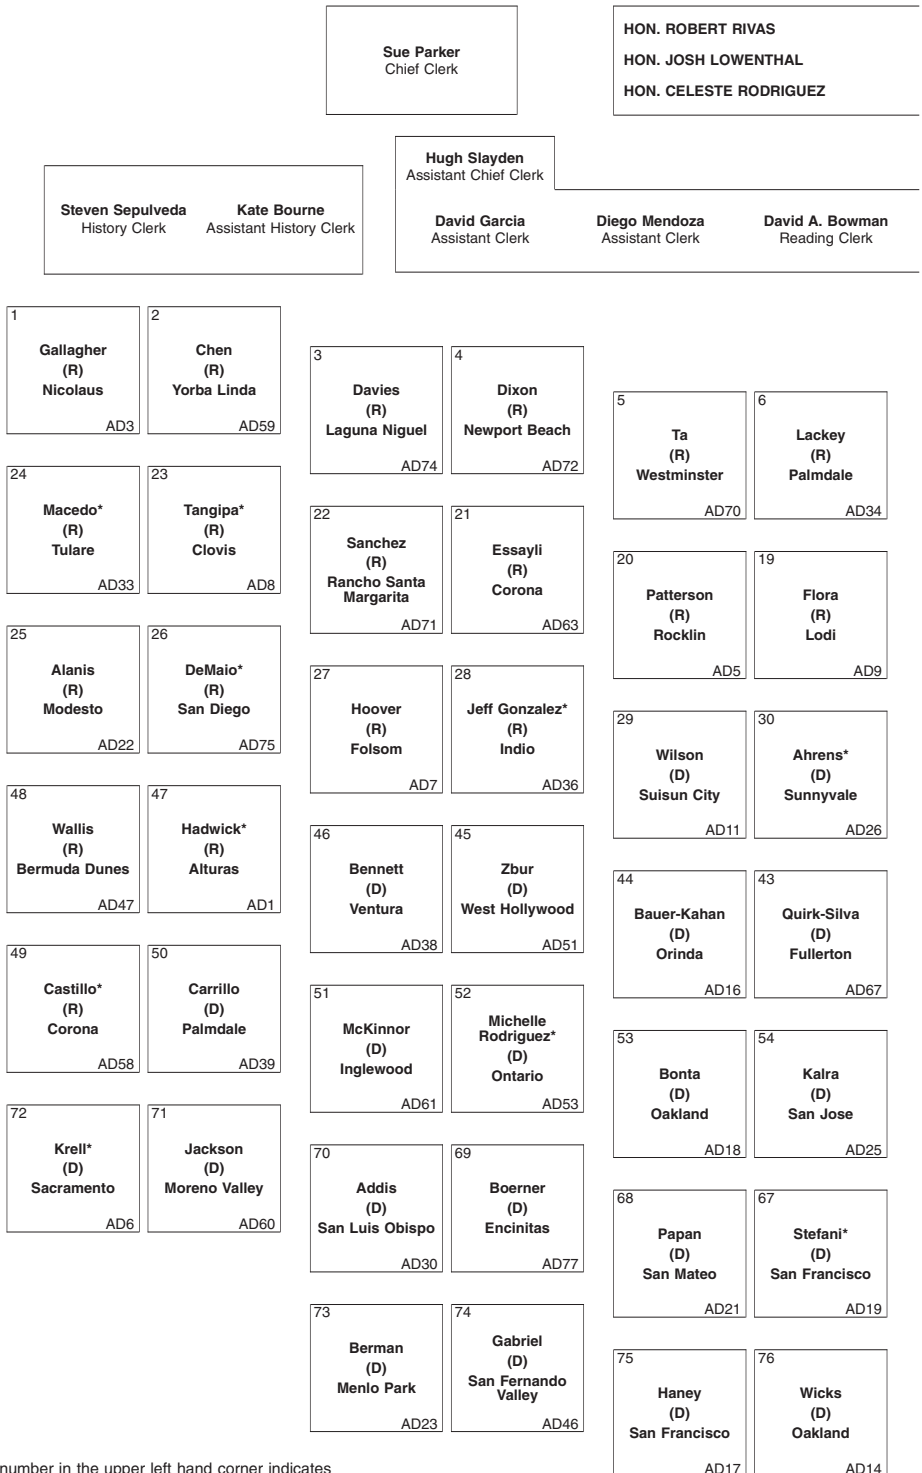 Sue Parker
Chief Clerk
HON. ROBERT RIVAS
HON. JOSH LOWENTHAL
HON. CELESTE RODRIGUEZ
Hugh Slayden
Assistant Chief Clerk
Steven Sepulveda
History Clerk
Kate Bourne
Assistant History Clerk
David Garcia
Assistant Clerk
Diego Mendoza
Assistant Clerk
David A. Bowman
Reading Clerk
1
Gallagher
(R)
Nicolaus
AD3
2
Chen
(R)
Yorba Linda
AD59
3
Davies
(R)
Laguna Niguel
AD74
4
Dixon
(R)
Newport Beach
AD72
5
Ta
(R)
Westminster
AD70
6
Lackey
(R)
Palmdale
AD34
24
Macedo*
(R)
Tulare
AD33
23
Tangipa*
(R)
Clovis
AD8
22
Sanchez
(R)
Rancho Santa
Margarita
AD71
21
Essayli
(R)
Corona
AD63
20
Patterson
(R)
Rocklin
AD5
19
Flora
(R)
Lodi
AD9
25
Alanis
(R)
Modesto
AD22
26
DeMaio*
(R)
San Diego
AD75
27
Hoover
(R)
Folsom
AD7
28
Jeff Gonzalez*
(R)
Indio
AD36
29
Wilson
(D)
Suisun City
AD11
30
Ahrens*
(D)
Sunnyvale
AD26
48
Wallis
(R)
Bermuda Dunes
AD47
47
Hadwick*
(R)
Alturas
AD1
46
Bennett
(D)
Ventura
AD38
45
Zbur
(D)
West Hollywood
AD51
44
Bauer-Kahan
(D)
Orinda
AD16
43
Quirk-Silva
(D)
Fullerton
AD67
49
Castillo*
(R)
Corona
AD58
50
Carrillo
(D)
Palmdale
AD39
51
McKinnor
(D)
Inglewood
AD61
52
Michelle
Rodriguez*
(D)
Ontario
AD53
53
Bonta
(D)
Oakland
AD18
54
Kalra
(D)
San Jose
AD25
72
Krell*
(D)
Sacramento
AD6
71
Jackson
(D)
Moreno Valley
AD60
70
Addis
(D)
San Luis Obispo
AD30
69
Boerner
(D)
Encinitas
AD77
68
Papan
(D)
San Mateo
AD21
67
Stefani*
(D)
San Francisco
AD19
73
Berman
(D)
Menlo Park
AD23
74
Gabriel
(D)
San Fernando
Valley
AD46
75
Haney
(D)
San Francisco
AD17
76
Wicks
(D)
Oakland
AD14
number in the upper left hand corner indicates